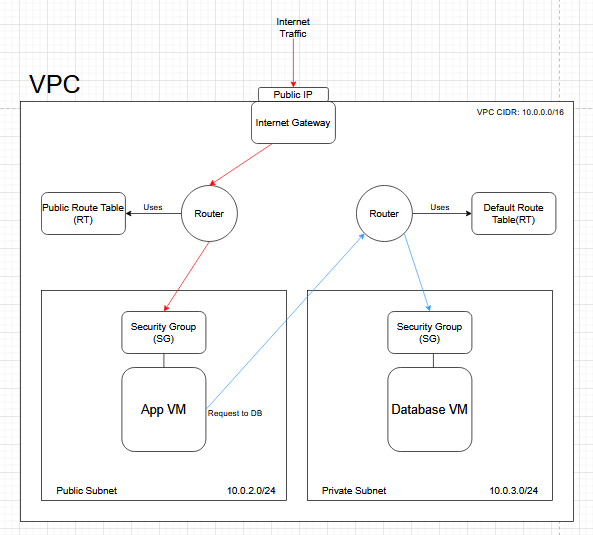 Internet
Traffic
VPC
Public IP
Internet Gateway
VPC CIDR: 10.0.0.0/16
Public Route Table
(RT)
Uses
Router
Router
Uses
Default Route
Table(RT)
Security Group
(SG)
Security Group
(SG)
App VM
Request to DB
Database VM
Public Subnet
10.0.2.0/24
Private Subnet
10.0.3.0/24